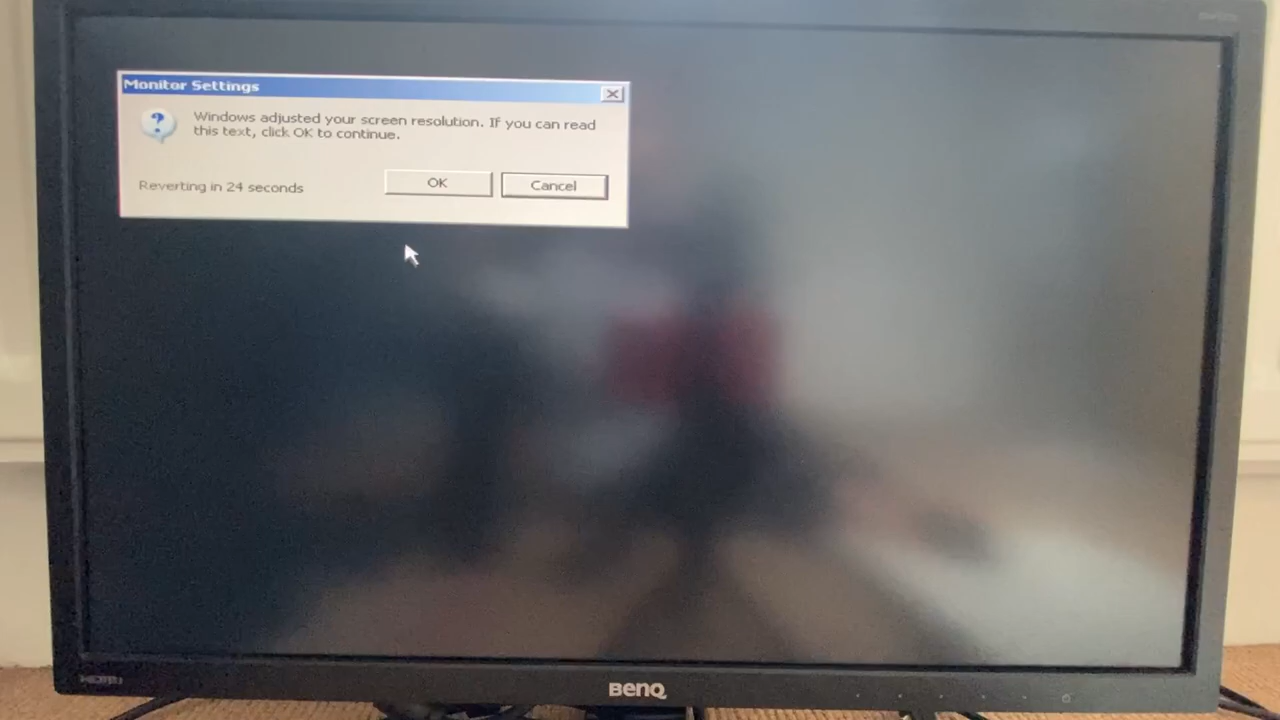 Monitor Settings
Windows adjusted your screen resolution. If you can read
this text, click OK to continue.
Reverting in 24 seconds
OK
Cancel
HDMI
BenQ